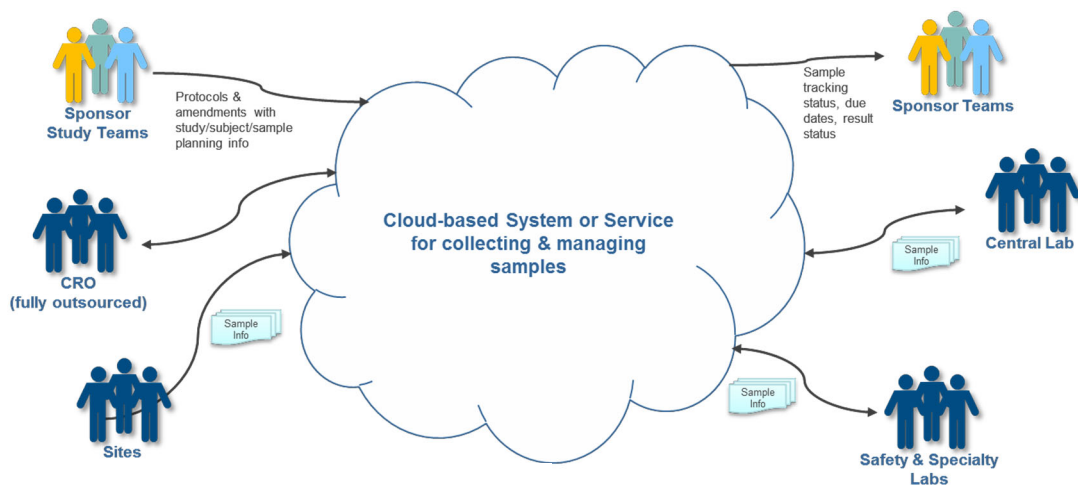 Sponsor
Study Teams
Protocols &
amendments with
study/subject/sample
planning info
CRO
(fully outsourced)
Sample
Info
Sites
Cloud-based System or Service
for collecting & managing
samples
Sample
tracking
status, due
dates, result
status
Sponsor Teams
Central Lab
Sample
Info
Sample
Info
Safety & Specialty
Labs